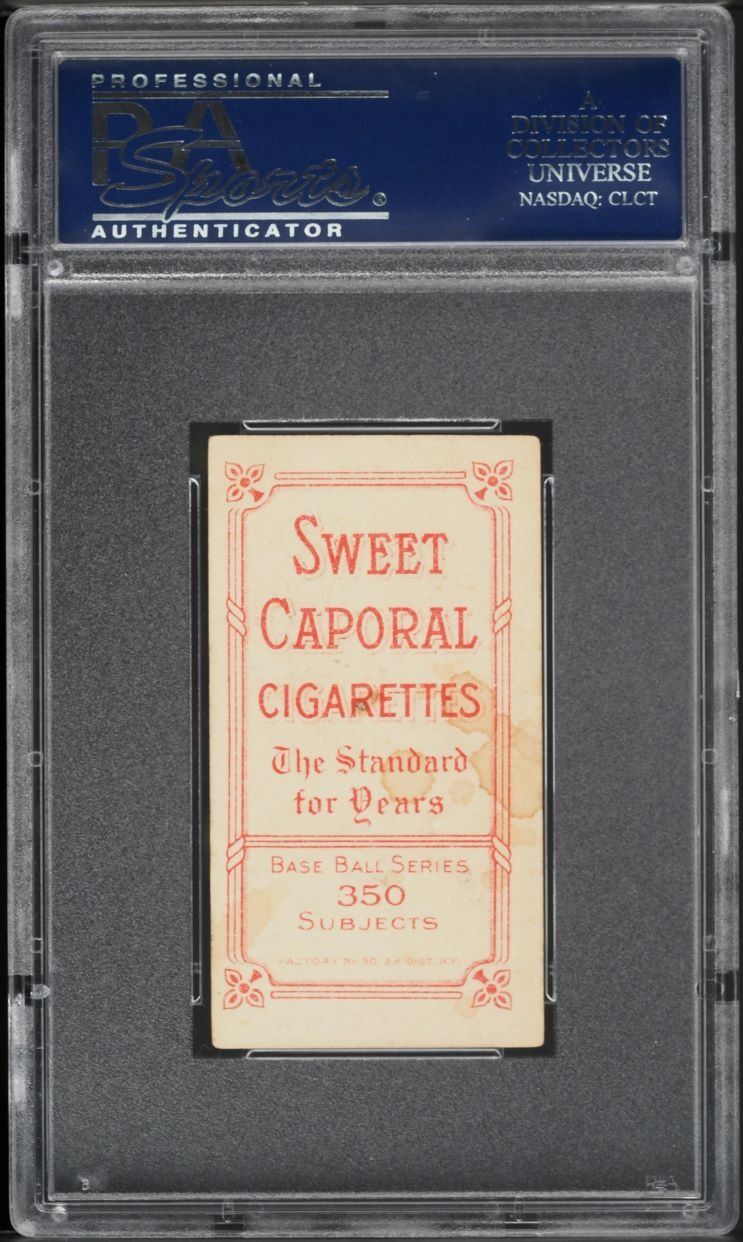 PROFESSIONAL
PSA
Sports®
AUTHENTICATOR
A
DIVISION OF
COLLECTORS
UNIVERSE
NASDAQ: CLCT
SWEET
CAPORAL
CIGARETTES
The Standard
for Years
BASE BALL SERIES
350
SUBJECTS
FACTORY No 30, 2d DIST. N.Y.
PSA